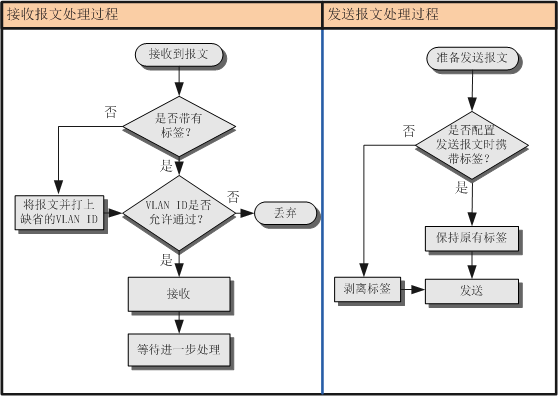 接收报文处理过程
接收到报文
是否带有
标签？
否
是
将报文并打上
缺省的VLAN ID
VLAN ID是否
允许通过？
否
丢弃
是
接收
等待进一步处理
发送报文处理过程
准备发送报文
是否配置
发送报文时携
带标签？
否
是
保持原有标签
剥离标签
发送